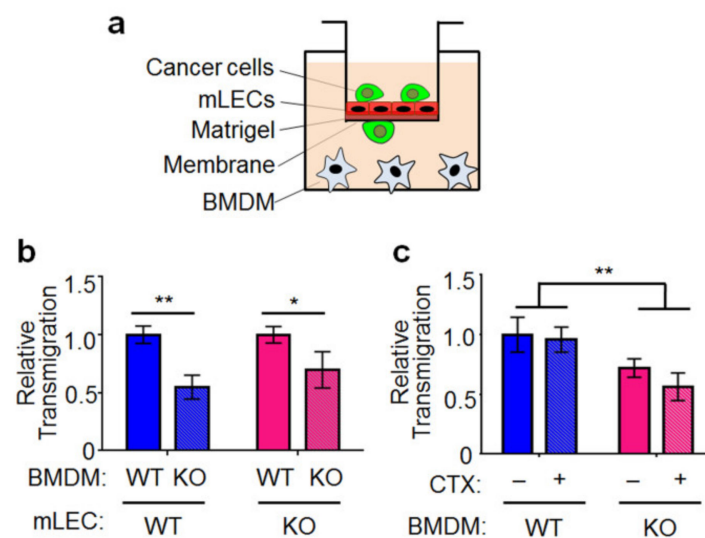 a
Cancer cells
mLECs
Matrigel
Membrane
BMDM
b
Relative
Transmigration
1.5
1.0
0.5
0
**
*
BMDM: WT KO WT KO
mLEC: WT KO
c
Relative
Transmigration
1.5
1.0
0.5
0
**
CTX: – + – +
BMDM: WT KO